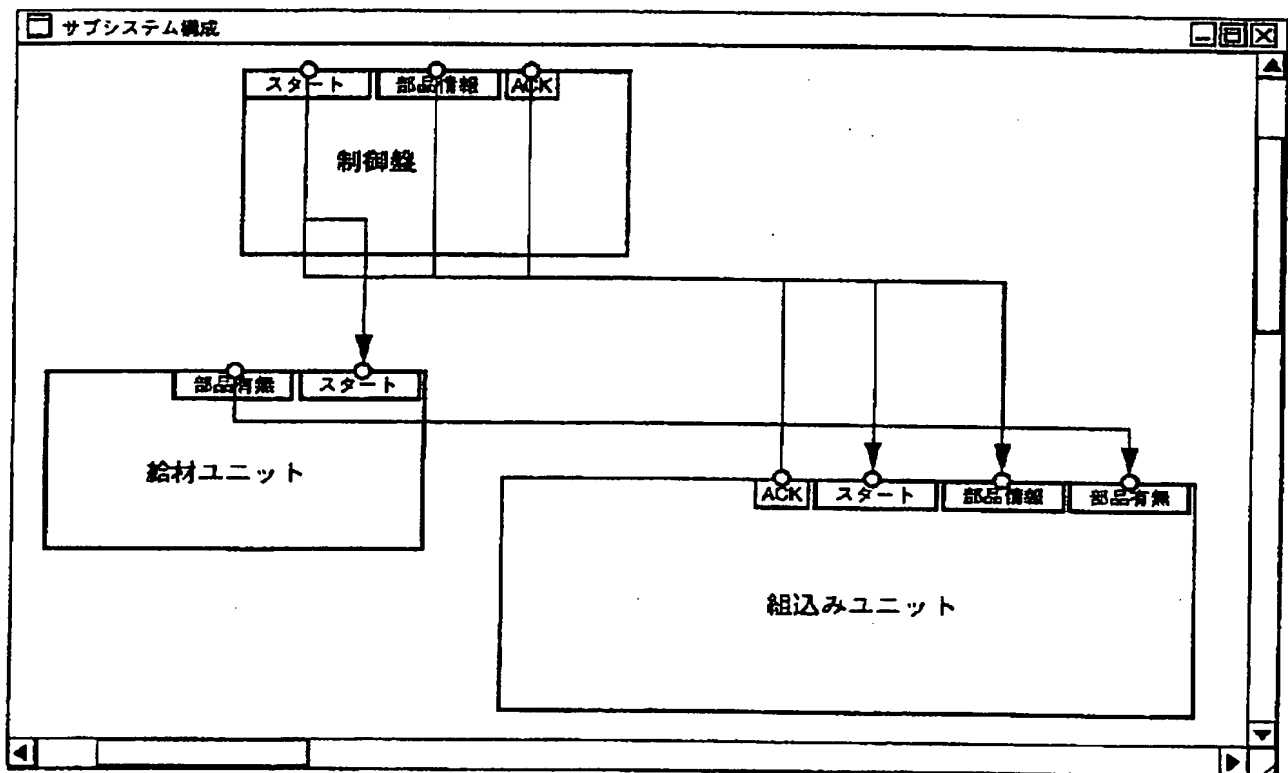 サブシステム構成
スタート 部品情報 ACK
制御盤
部品有無 スタート
給材ユニット
ACK スタート 部品情報 部品有無
組込みユニット